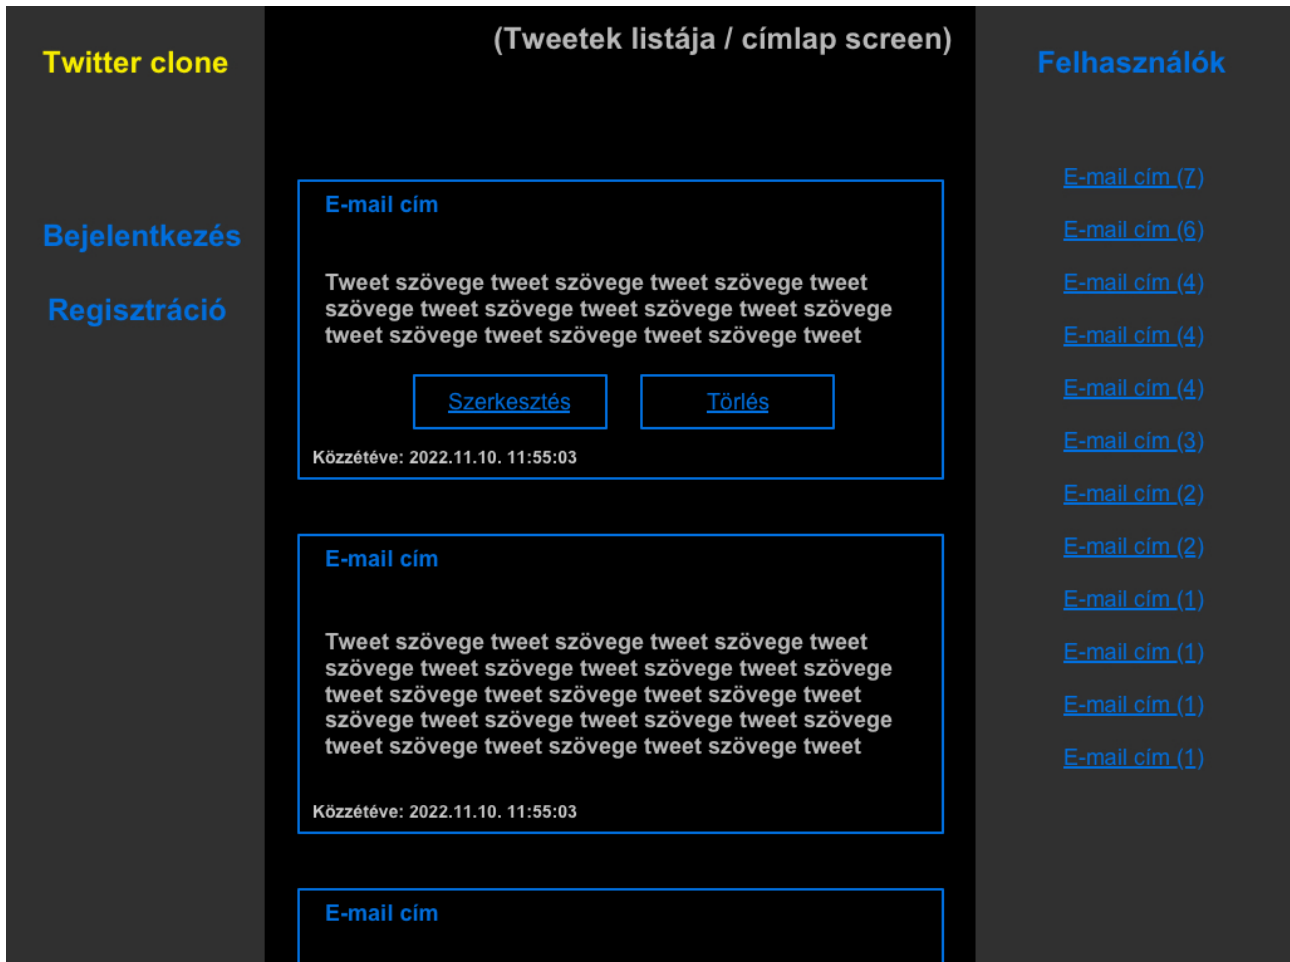 Twitter clone
Bejelentkezés
Regisztráció
(Tweetek listája / címlap screen)
E-mail cím
Tweet szövege tweet szövege tweet szövege tweet
szövege tweet szövege tweet szövege tweet szövege
tweet szövege tweet szövege tweet szövege tweet
Szerkesztés
Törlés
Közzétéve: 2022.11.10. 11:55:03
E-mail cím
Tweet szövege tweet szövege tweet szövege tweet
szövege tweet szövege tweet szövege tweet szövege
tweet szövege tweet szövege tweet szövege tweet
szövege tweet szövege tweet szövege tweet szövege
tweet szövege tweet szövege tweet szövege tweet
Közzétéve: 2022.11.10. 11:55:03
E-mail cím
Felhasználók
E-mail cím (7)
E-mail cím (6)
E-mail cím (4)
E-mail cím (4)
E-mail cím (4)
E-mail cím (3)
E-mail cím (2)
E-mail cím (2)
E-mail cím (1)
E-mail cím (1)
E-mail cím (1)
E-mail cím (1)